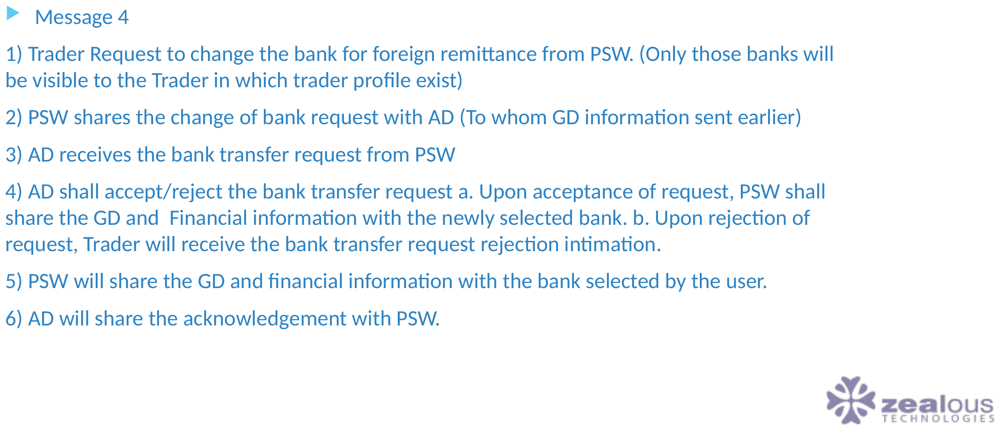 Message 4
1) Trader Request to change the bank for foreign remittance from PSW. (Only those banks will
be visible to the Trader in which trader profile exist)
2) PSW shares the change of bank request with AD (To whom GD information sent earlier)
3) AD receives the bank transfer request from PSW
4) AD shall accept/reject the bank transfer request a. Upon acceptance of request, PSW shall
share the GD and  Financial information with the newly selected bank. b. Upon rejection of
request, Trader will receive the bank transfer request rejection intimation.
5) PSW will share the GD and financial information with the bank selected by the user.
6) AD will share the acknowledgement with PSW.
zealous
TECHNOLOGIES